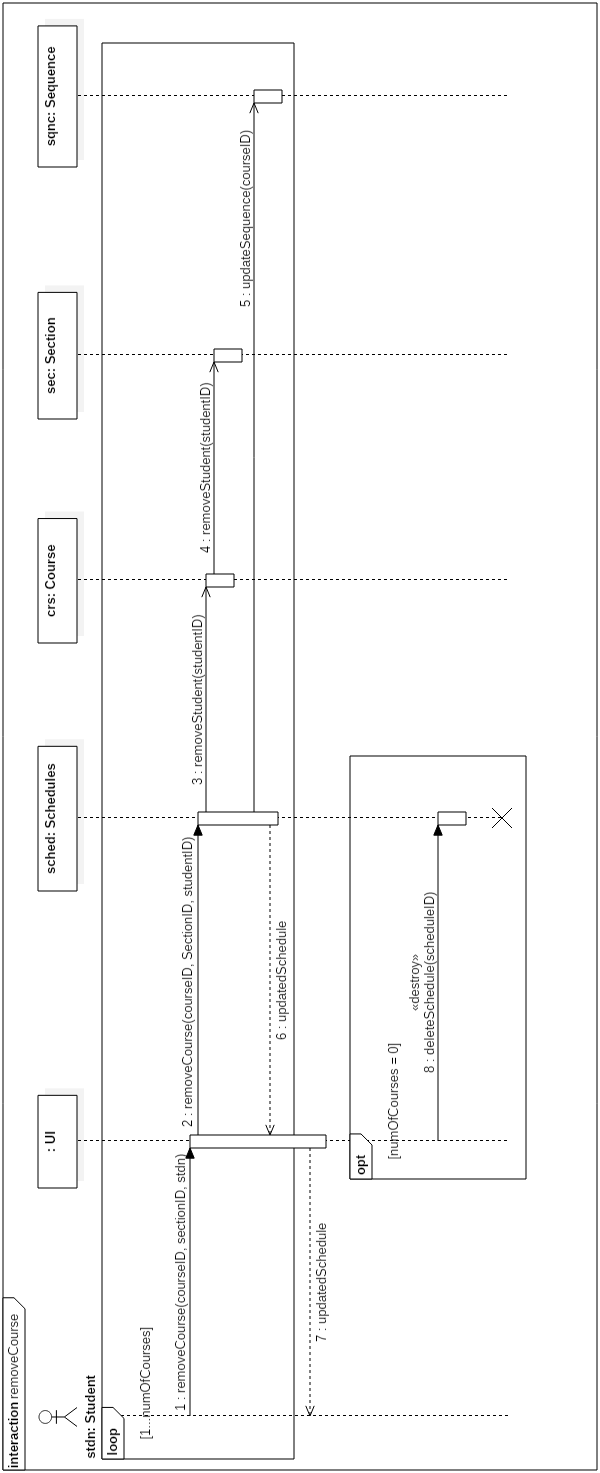 interaction removeCourse
stdn: Student
: UI
sched: Schedules
crs: Course
sec: Section
sqnc: Sequence
loop
[1...numOfCourses]
1 : removeCourse(courseID, sectionID, stdn)
2 : removeCourse(courseID, SectionID, studentID)
3 : removeStudent(studentID)
4 : removeStudent(studentID)
5 : updateSequence(courseID)
6 : updatedSchedule
7 : updatedSchedule
opt
[numOfCourses = 0]
«destroy»
8 : deleteSchedule(scheduleID)